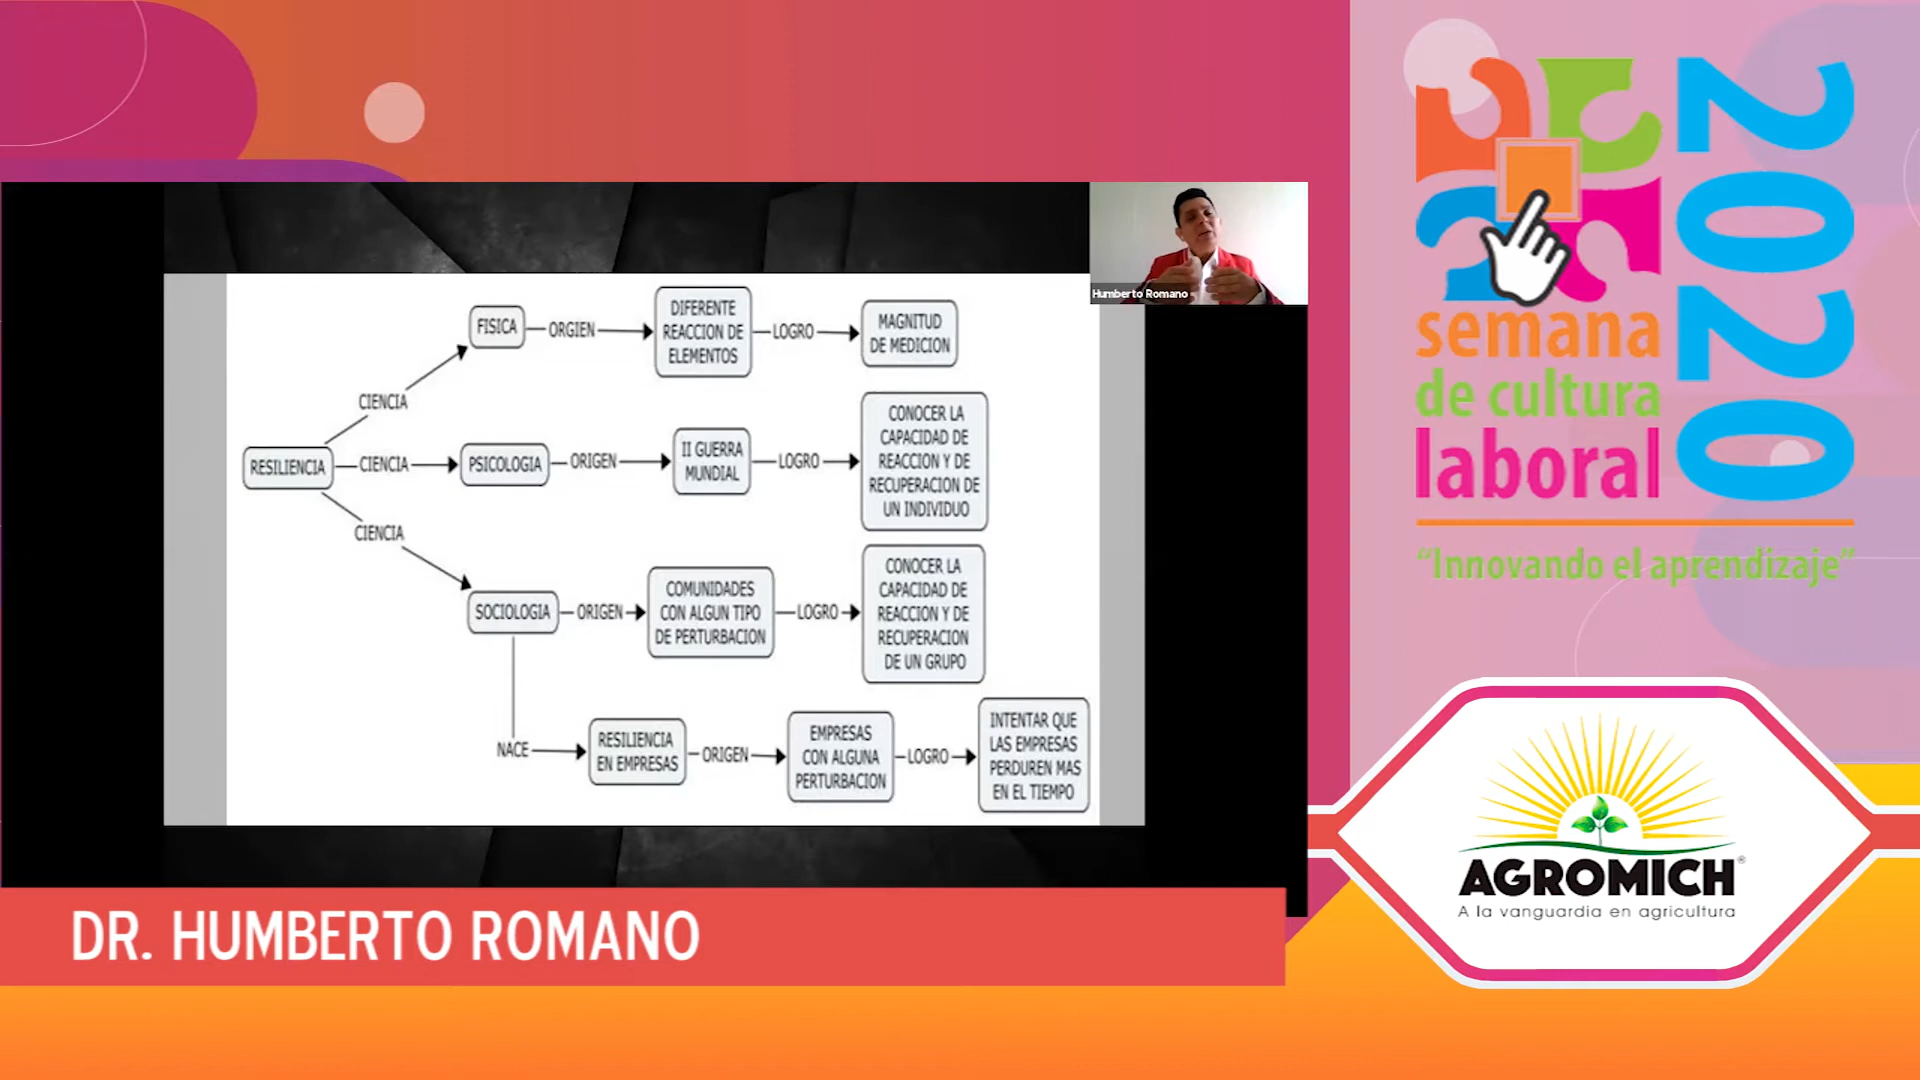 Humberto Romano
FISICA
ORGIEN
DIFERENTE
REACCION DE
ELEMENTOS
LOGRO
MAGNITUD
DE MEDICION
CIENCIA
RESILIENCIA
CIENCIA
PSICOLOGIA
ORIGEN
II GUERRA
MUNDIAL
LOGRO
CONOCER LA
CAPACIDAD DE
REACCION Y DE
RECUPERACION DE
UN INDIVIDUO
CIENCIA
SOCIOLOGIA
ORIGEN
COMUNIDADES
CON ALGUN TIPO
DE PERTURBACION
LOGRO
CONOCER LA
CAPACIDAD DE
REACCION Y DE
RECUPERACION
DE UN GRUPO
NACE
RESILIENCIA
EN EMPRESAS
ORIGEN
EMPRESAS
CON ALGUNA
PERTURBACION
LOGRO
INTENTAR QUE
LAS EMPRESAS
PERDUREN MAS
EN EL TIEMPO
DR. HUMBERTO ROMANO
2020
semana
de cultura
laboral
“Innovando el aprendizaje”
AGROMICH®
A la vanguardia en agricultura